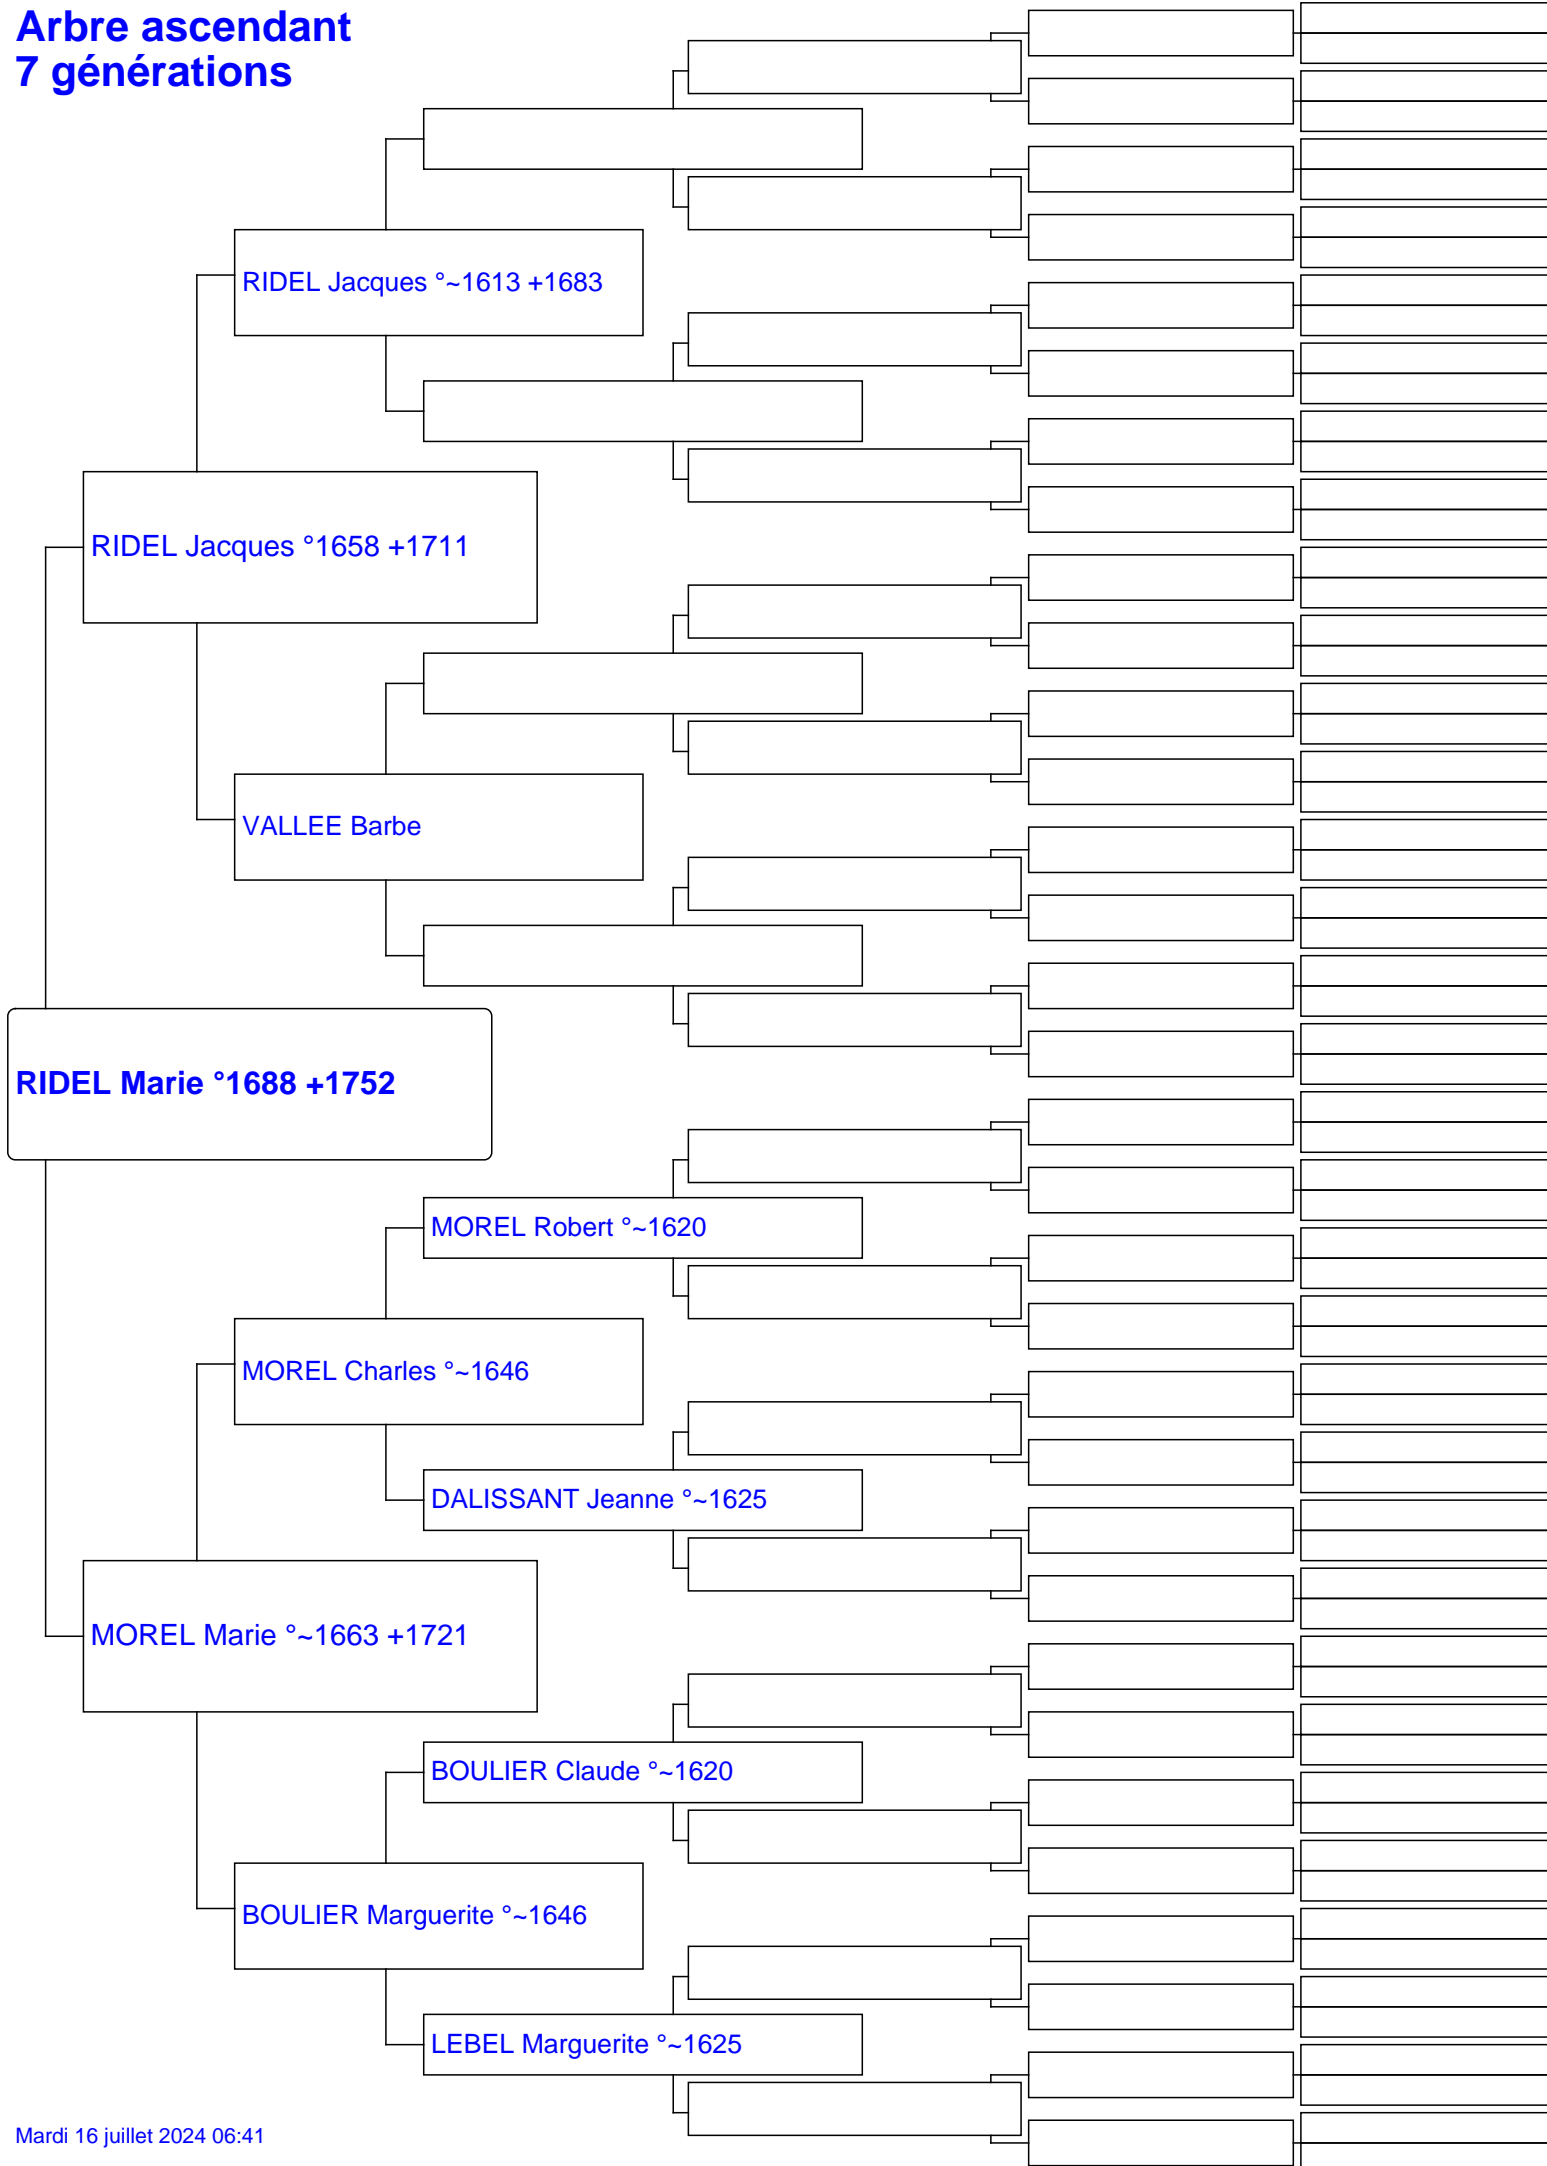 Arbre ascendant
7 générations
RIDEL Jacques °~1613 +1683
RIDEL Jacques °1658 +1711
VALLEE Barbe
RIDEL Marie °1688 +1752
MOREL Robert °~1620
MOREL Charles °~1646
DALISSANT Jeanne °~1625
MOREL Marie °~1663 +1721
BOULIER Claude °~1620
BOULIER Marguerite °~1646
LEBEL Marguerite °~1625
Mardi 16 juillet 2024 06:41